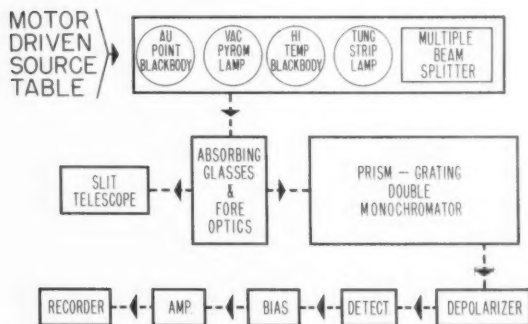 MOTOR
DRIVEN
SOURCE
TABLE
AU
POINT
BLACKBODY
VAC
PYROM
LAMP
HI
TEMP
BLACKBODY
TUNG
STRIP
LAMP
MULTIPLE
BEAM
SPLITTER
SLIT
TELESCOPE
ABSORBING
GLASSES
&
FORE
OPTICS
PRISM — GRATING
DOUBLE
MONOCHROMATOR
RECORDER
AMP.
BIAS
DETECT.
DEPOLARIZER